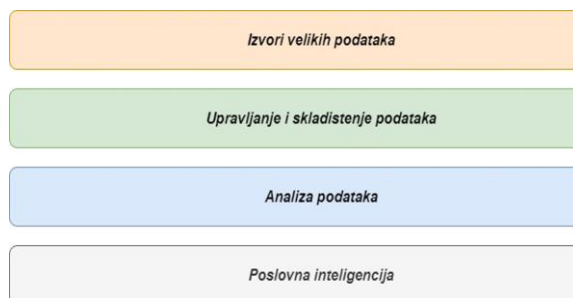 Izvori velikih podataka
Upravljanje i skladistenje podataka
Analiza podataka
Poslovna inteligencija